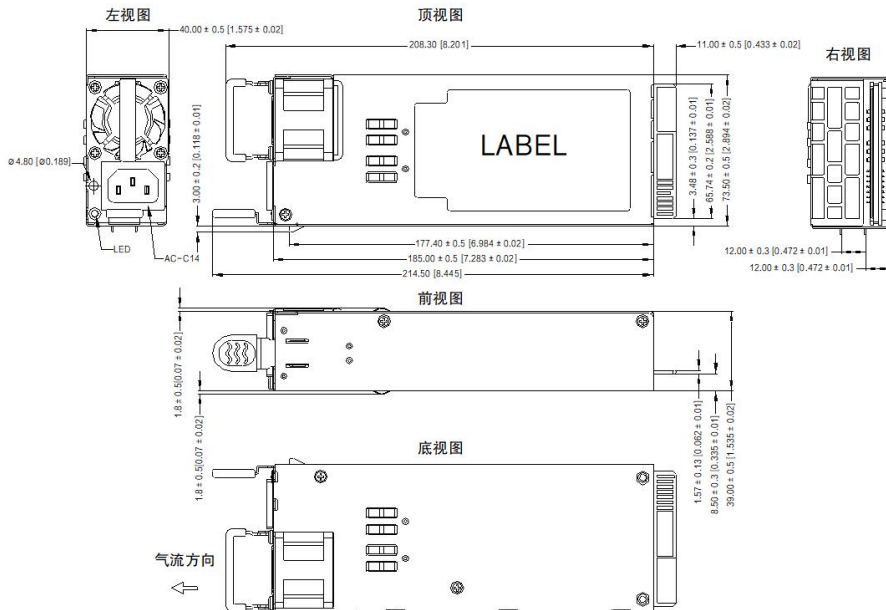 左视图
顶视图
40.00 ± 0.5 [1.575 ± 0.02]
208.30 [8.201]
11.00 ± 0.5 [0.433 ± 0.02]
右视图
ø 4.80 [ø0.189]
3.00 ± 0.2 [0.118 ± 0.01]
LABEL
3.48 ± 0.3 [0.137 ± 0.01]
65.74 ± 0.2 [2.588 ± 0.01]
73.50 ± 0.5 [2.894 ± 0.02]
LED
AC-C14
177.40 ± 0.5 [6.984 ± 0.02]
185.00 ± 0.5 [7.283 ± 0.02]
214.50 [8.445]
12.00 ± 0.3 [0.472 ± 0.01]
12.00 ± 0.3 [0.472 ± 0.01]
前视图
1.8 ± 0.5[0.07 ± 0.02]
1.8 ± 0.5[0.07 ± 0.02]
1.57 ± 0.13 [0.062 ± 0.01]
8.50 ± 0.3 [0.335 ± 0.01]
39.00 ± 0.5 [1.535 ± 0.02]
底视图
气流方向